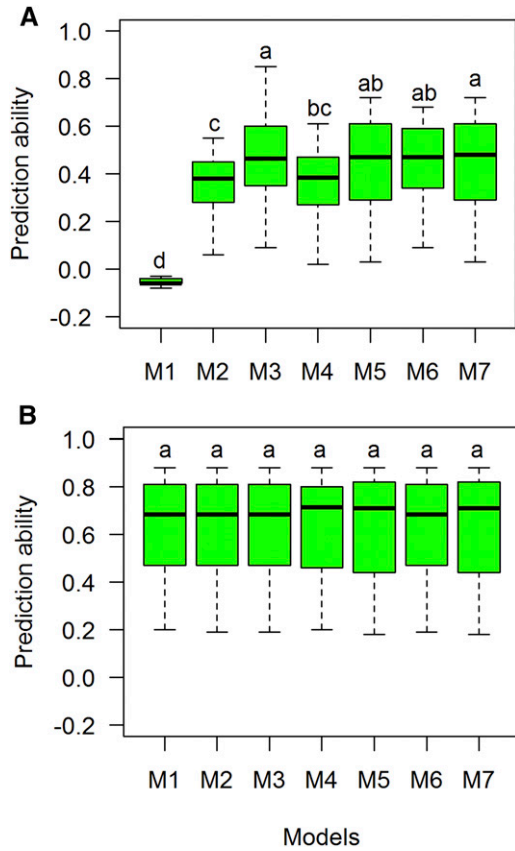 A
Prediction ability
1.0
0.8
0.6
0.4
0.2
0.0
-0.2
d
c
a
bc
ab
ab
a
M1 M2 M3 M4 M5 M6 M7
B
Prediction ability
1.0
0.8
0.6
0.4
0.2
0.0
-0.2
a a a a a a a
M1 M2 M3 M4 M5 M6 M7
Models